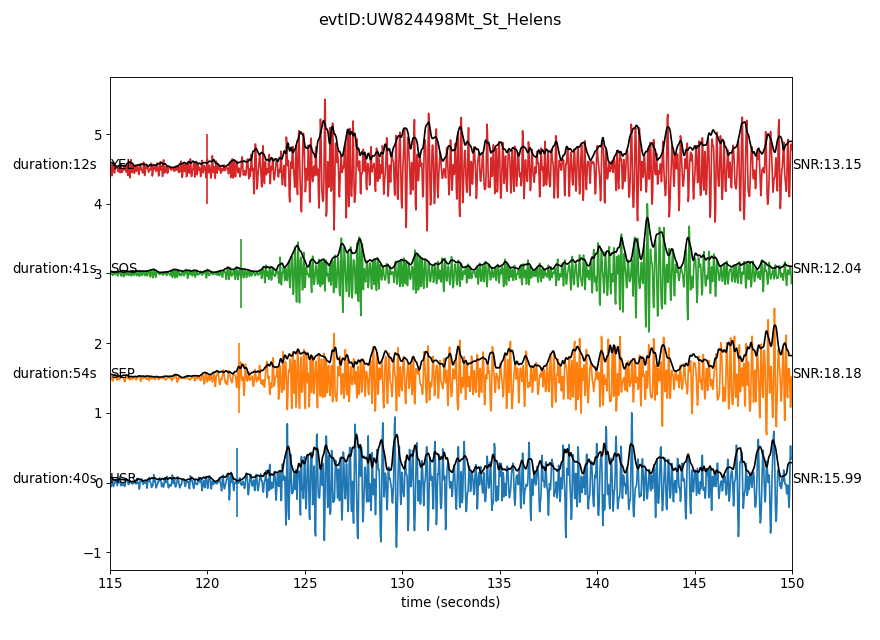 evtID:UW824498Mt_St_Helens
5
duration:12s YEL SNR:13.15
4
duration:41s SOS SNR:12.04
3
2
duration:54s SEP SNR:18.18
1
duration:40s HSR SNR:15.99
0
−1
115 120 125 130 135 140 145 150
time (seconds)